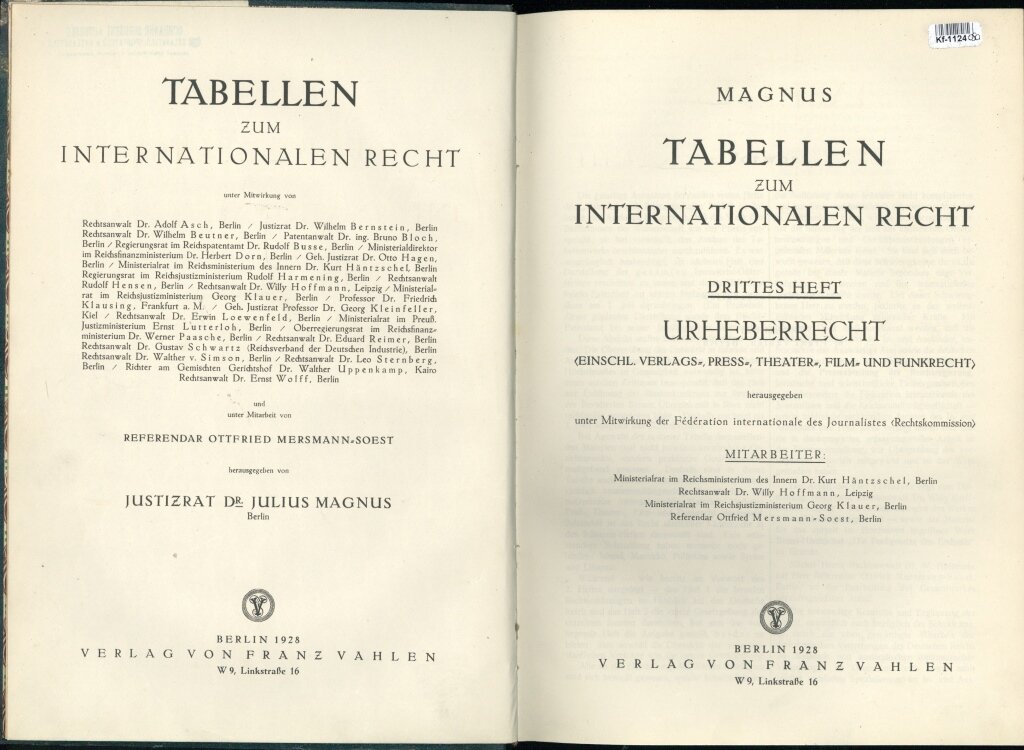 TABELLEN
ZUM
INTERNATIONALEN RECHT
unter Mitwirkung von
Rechtsanwalt Dr. Adolf Asch, Berlin / Justizrat Dr. Wilhelm Bernstein, Berlin
Rechtsanwalt Dr. Wilhelm Beutner, Berlin / Patentanwalt Dr. ing. Bruno Bloch,
Berlin / Regierungsrat im Reichspatentamt Dr. Rudolf Busse, Berlin / Ministerialdirektor
im Reichsfinanzministerium Dr. Herbert Dorn, Berlin / Geh. Justizrat Dr. Otto Hagen,
Berlin / Ministerialrat im Reichsministerium des Innern Dr. Kurt Häntzschel, Berlin
Regierungsrat im Reichsjustizministerium Rudolf Harmening, Berlin / Rechtsanwalt
Rudolf Hensen, Berlin / Rechtsanwalt Dr. Willy Hoffmann, Leipzig / Ministerial-
rat im Reichsjustizministerium Georg Klauer, Berlin / Professor Dr. Friedrich
Klausing, Frankfurt a. M. / Geh. Justizrat Professor Dr. Georg Kleinfeller,
Kiel / Rechtsanwalt Dr. Erwin Loewenfeld, Berlin / Ministerialrat im Preuß.
Justizministerium Ernst Lutterloh, Berlin / Oberregierungsrat im Reichsfinanz-
ministerium Dr. Werner Paasche, Berlin / Rechtsanwalt Dr. Eduard Reimer, Berlin
Rechtsanwalt Dr. Gustav Schwartz (Reichsverband der Deutschen Industrie), Berlin
Rechtsanwalt Dr. Walther v. Simson, Berlin / Rechtsanwalt Dr. Leo Sternberg,
Berlin / Richter am Gemischten Gerichtshof Dr. Walther Uppenkamp, Kairo
Rechtsanwalt Dr. Ernst Wolff, Berlin
und
unter Mitarbeit von
REFERENDAR OTTFRIED MERSMANN-SOEST
herausgegeben von
JUSTIZRAT DR. JULIUS MAGNUS
Berlin
BERLIN 1928
VERLAG VON FRANZ VAHLEN
W 9, Linkstraße 16
Kf-1124
MAGNUS
TABELLEN
ZUM
INTERNATIONALEN RECHT
DRITTES HEFT
URHEBERRECHT
(EINSCHL. VERLAGS-, PRESS-, THEATER-, FILM- UND FUNKRECHT)
herausgegeben
unter Mitwirkung der Fédération internationale des Journalistes (Rechtskommission)
MITARBEITER:
Ministerialrat im Reichsministerium des Innern Dr. Kurt Häntzschel, Berlin
Rechtsanwalt Dr. Willy Hoffmann, Leipzig
Ministerialrat im Reichsjustizministerium Georg Klauer, Berlin
Referendar Ottfried Mersmann-Soest, Berlin
BERLIN 1928
VERLAG VON FRANZ VAHLEN
W 9, Linkstraße 16